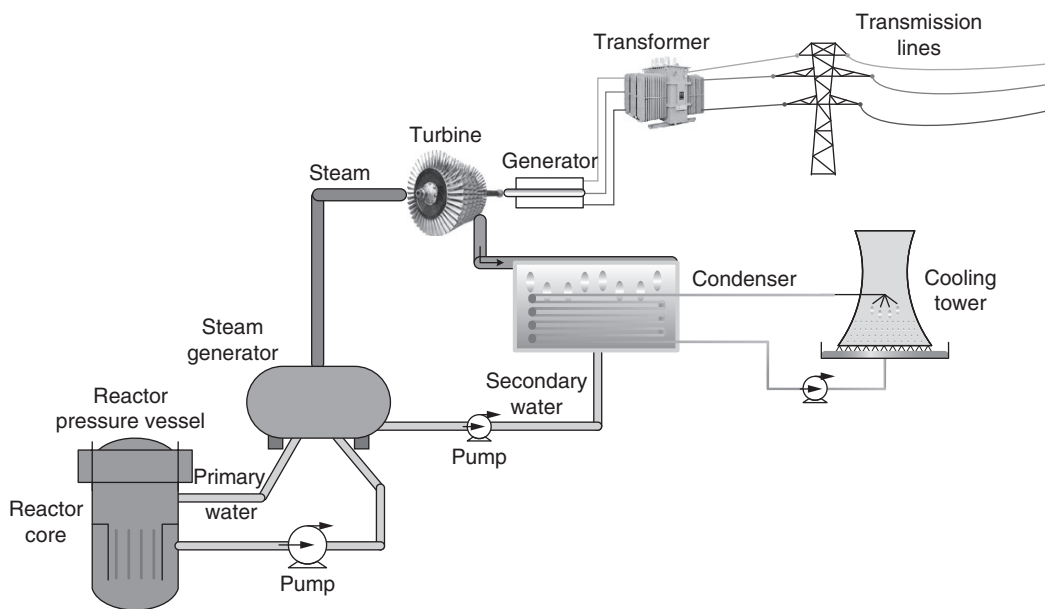 Transmission
lines
Transformer
Turbine
Generator
Steam
Condenser
Cooling
tower
Steam
generator
Secondary
water
Reactor
pressure vessel
Pump
Primary
water
Reactor
core
Pump